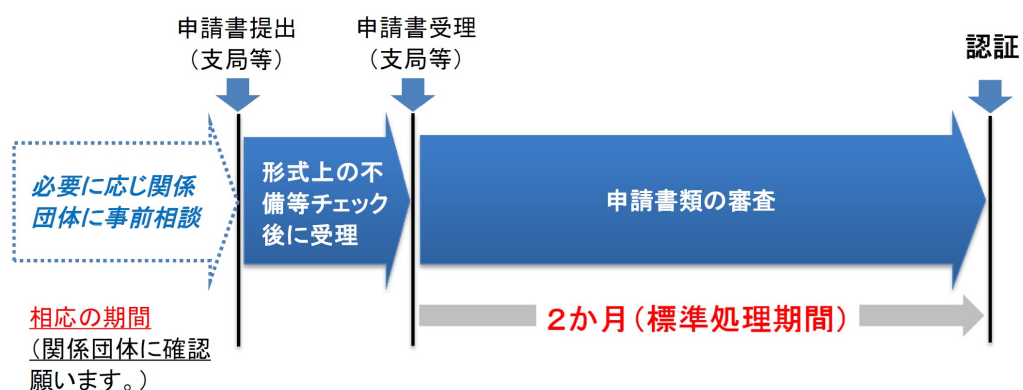 申請書提出
（支局等）
申請書受理
（支局等）
認証
必要に応じ関係
団体に事前相談
形式上の不
備等チェック
後に受理
申請書類の審査
相応の期間
（関係団体に確認
願います。）
２か月（標準処理期間）